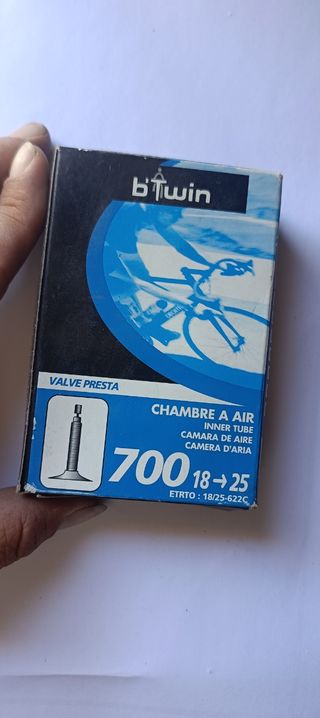 b'Twin
VALVE PRESTA
CHAMBRE A AIR
INNER TUBE
CAMARA DE AIRE
CAMERA D'ARIA
700 18→25
ETRTO : 18/25-622C